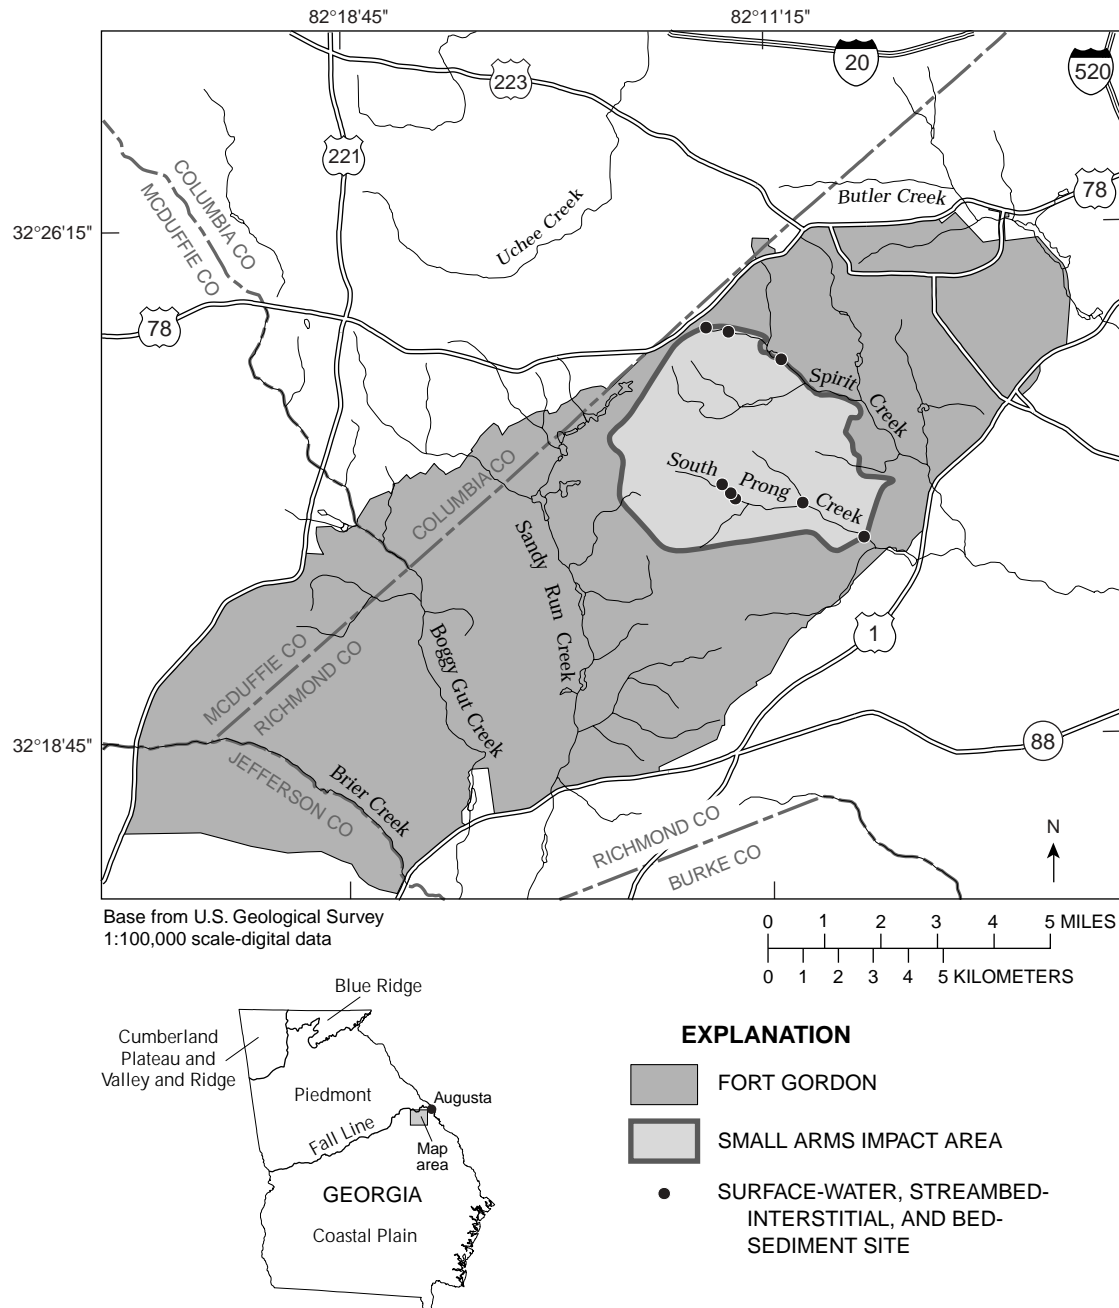 82°18'45"
82°11'15"
20
520
223
221
78
Butler Creek
Uchee Creek
COLUMBIA CO
MCDUFFIE CO
32°26'15"
78
Spirit Creek
South Prong Creek
COLUMBIA CO
Sandy Run Creek
Boggy Gut Creek
1
MCDUFFIE CO
RICHMOND CO
32°18'45"
88
JEFFERSON CO
Brier Creek
RICHMOND CO
BURKE CO
N
Base from U.S. Geological Survey
1:100,000 scale-digital data
0 1 2 3 4 5 MILES
0 1 2 3 4 5 KILOMETERS
Blue Ridge
Cumberland
Plateau and
Valley and Ridge
Piedmont
Augusta
Fall Line
Map
area
GEORGIA
Coastal Plain
EXPLANATION
FORT GORDON
SMALL ARMS IMPACT AREA
SURFACE-WATER, STREAMBED-
INTERSTITIAL, AND BED-
SEDIMENT SITE